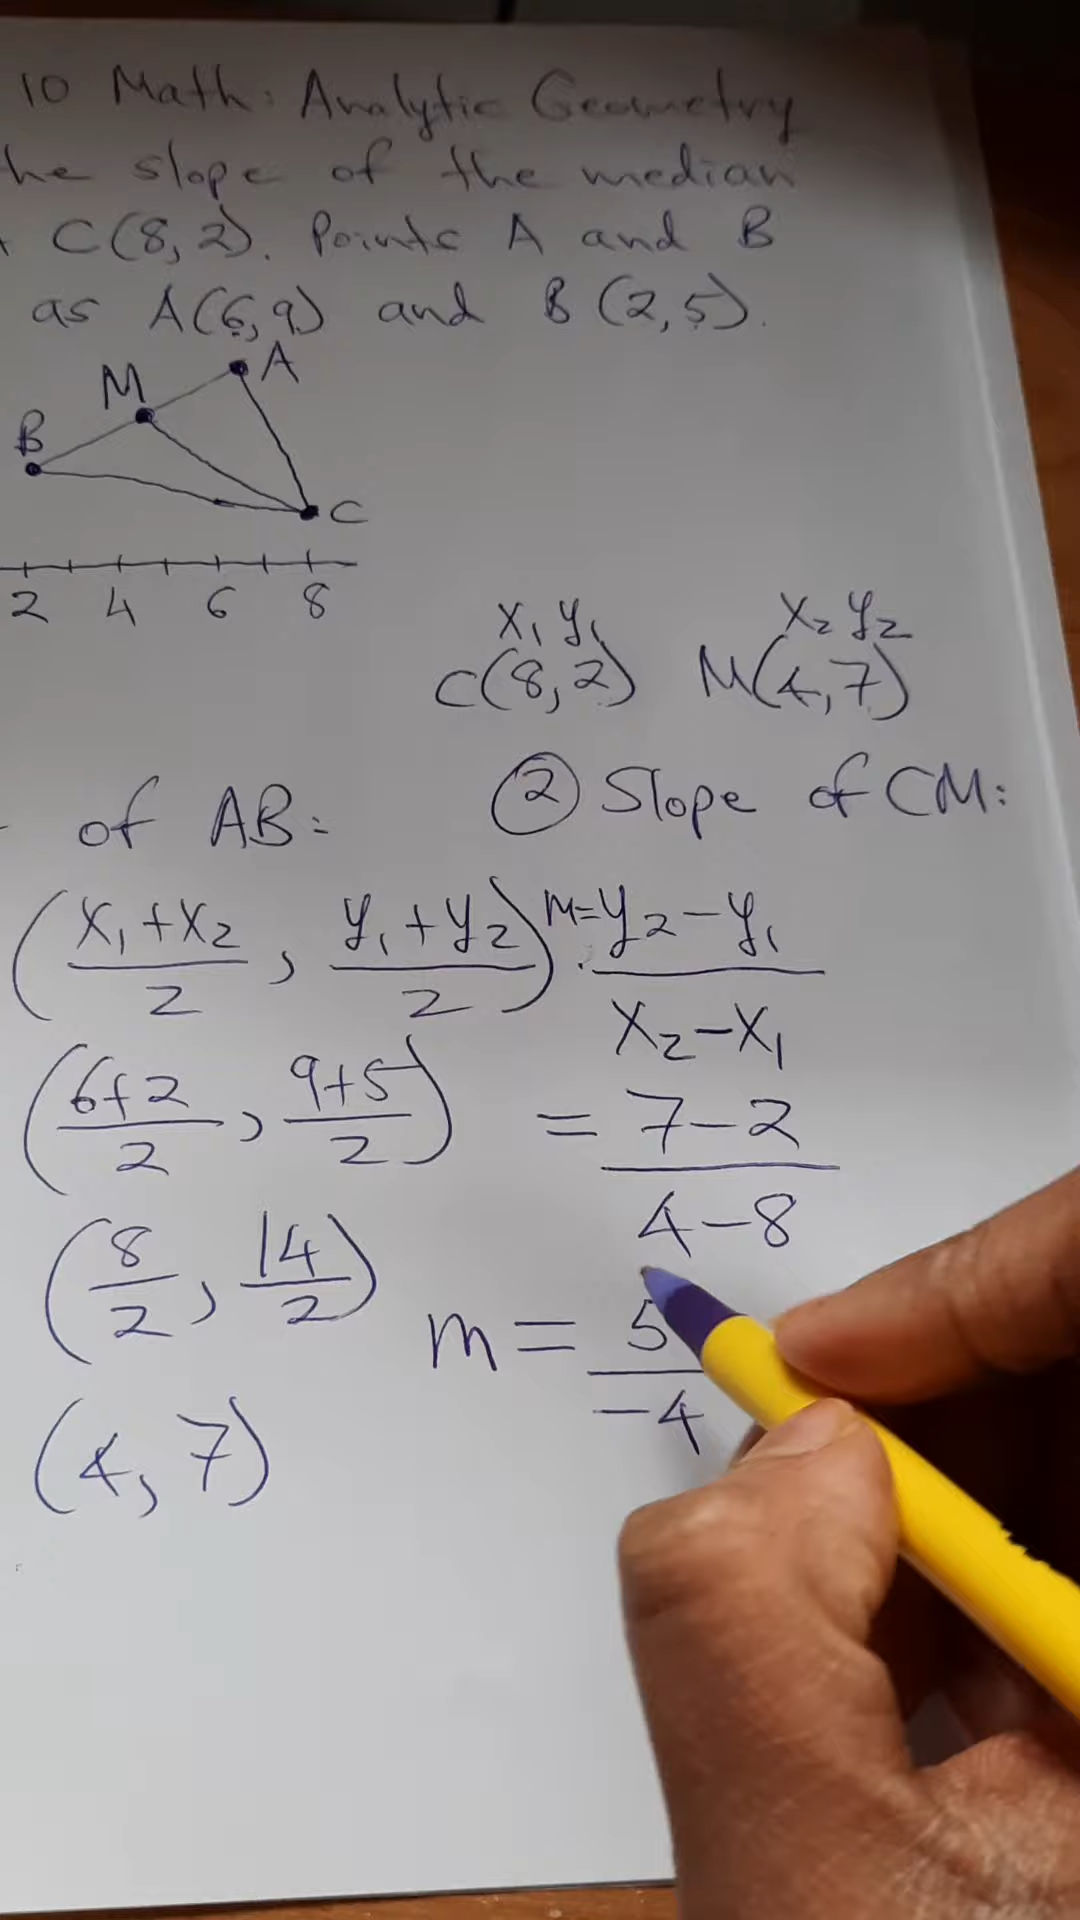 10 Math: Analytic Geometry
he slope of the median
C(8,2). Points A and B
as A(6,9) and B(2,5).
A
M
B
C
2 4 6 8
x₁ y₁ x₂ y₂
C(8,2) M(4,7)
of AB: ② Slope of CM:
(x₁+x₂/2, y₁+y₂/2) m=y₂-y₁/x₂-x₁
(6+2/2, 9+5/2) =7-2/4-8
(8/2, 14/2) m=5/-4
(4,7)